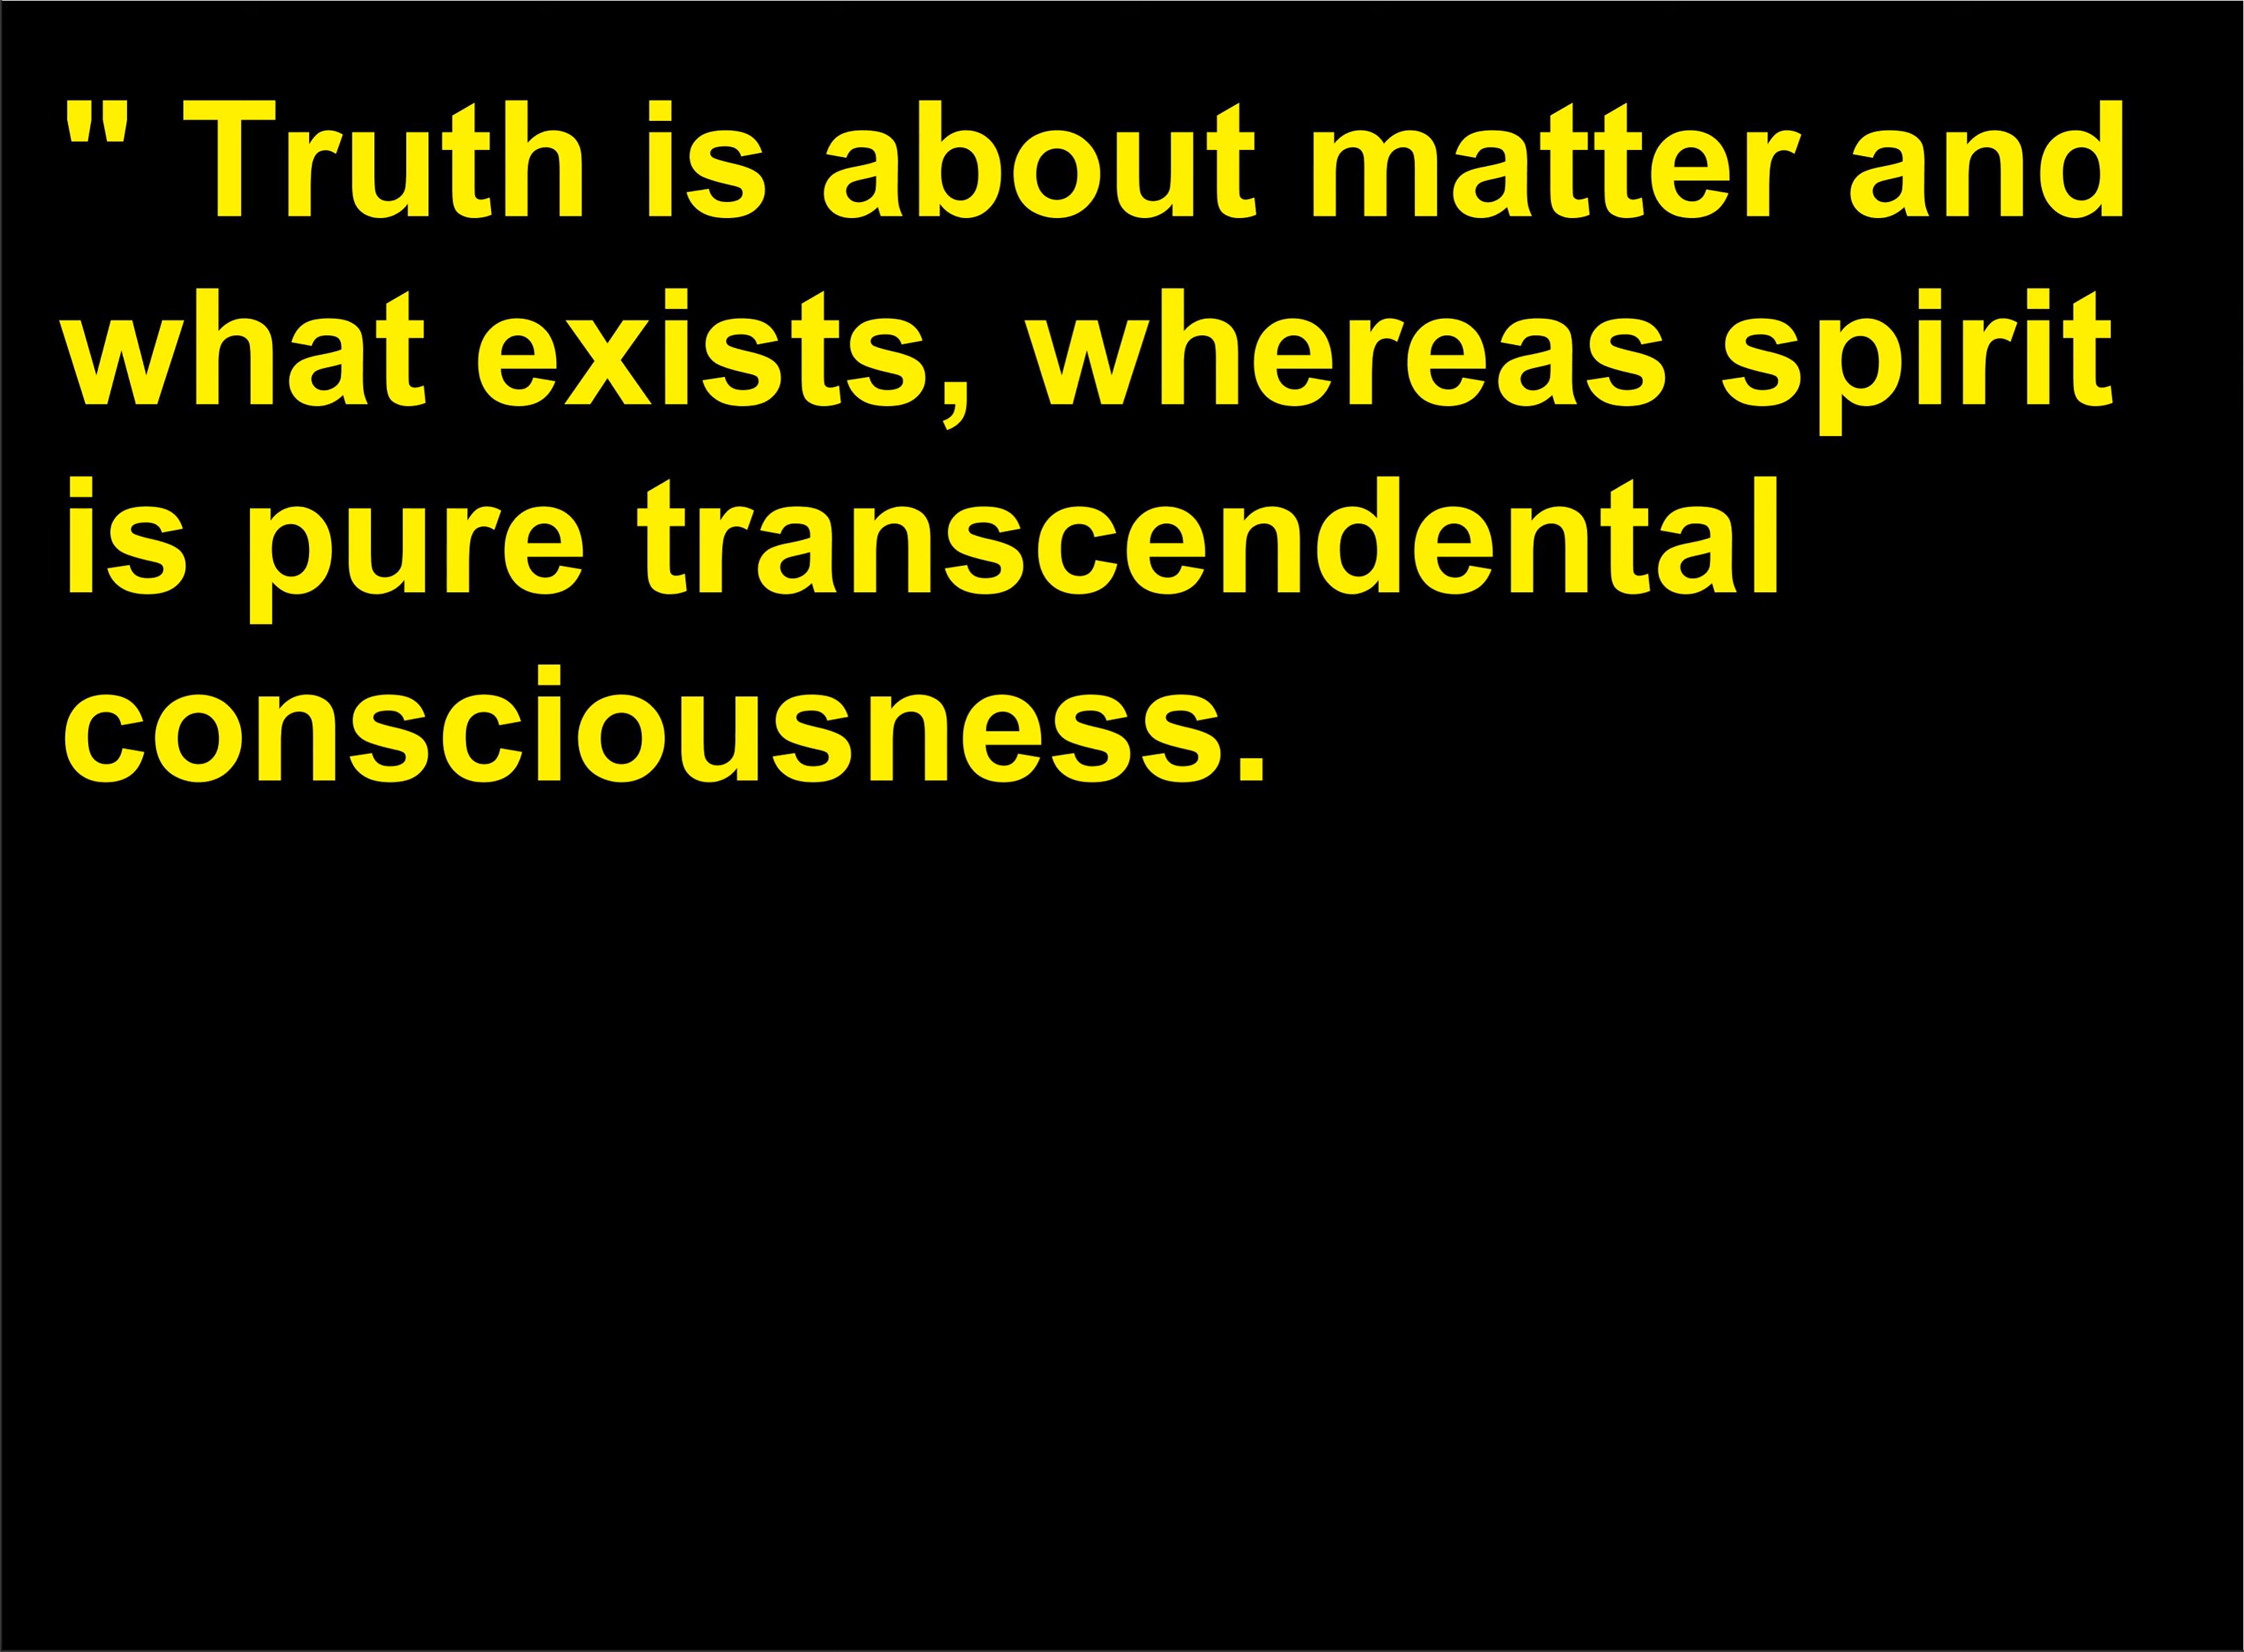 " Truth is about matter and
what exists, whereas spirit
is pure transcendental
consciousness.